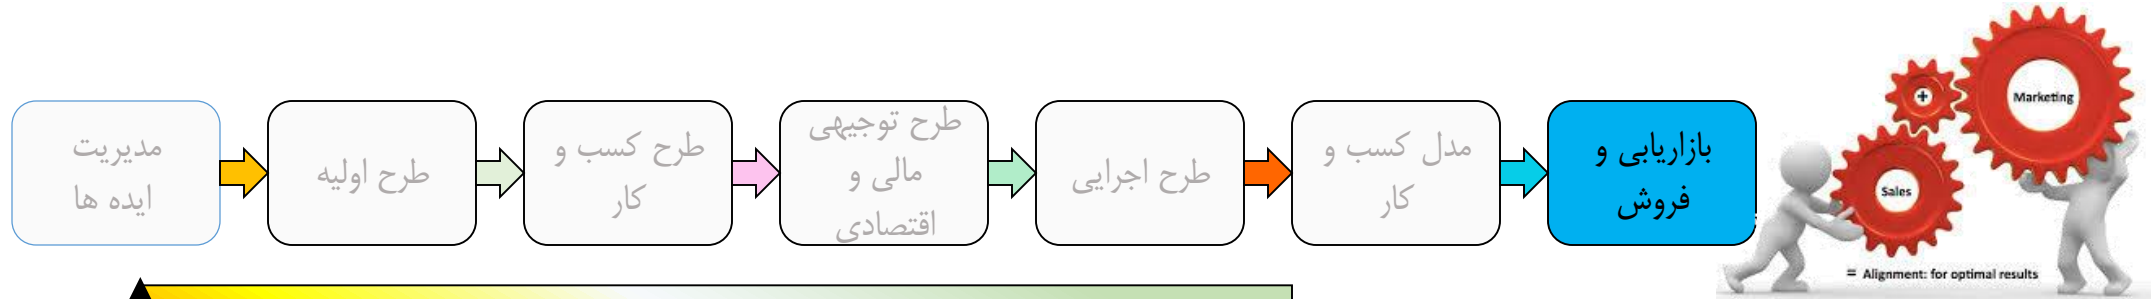 مدیریت
ایده ها
طرح اولیه
طرح کسب و
کار
طرح توجیهی
مالی و
اقتصادی
طرح اجرایی
مدل کسب و
کار
بازاریابی و
فروش
Marketing
+
Sales
= Alignment: for optimal results